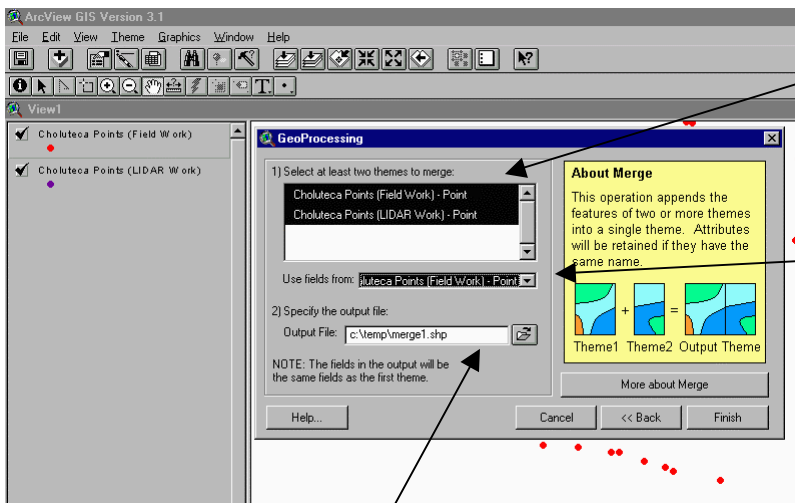 ArcView GIS Version 3.1
File Edit View Theme Graphics Window Help
View1
Choluteca Points (Field Work)
Choluteca Points (LIDAR Work)
GeoProcessing
1) Select at least two themes to merge:
Choluteca Points (Field Work) - Point
Choluteca Points (LIDAR Work) - Point
Use fields from: luteca Points (Field Work) - Point
2) Specify the output file:
Output File: c:\temp\merge1.shp
NOTE: The fields in the output will be
the same fields as the first theme.
About Merge
This operation appends the
features of two or more themes
into a single theme. Attributes
will be retained if they have the
same name.
+ =
Theme1 Theme2 Output Theme
More about Merge
Help... Cancel << Back Finish